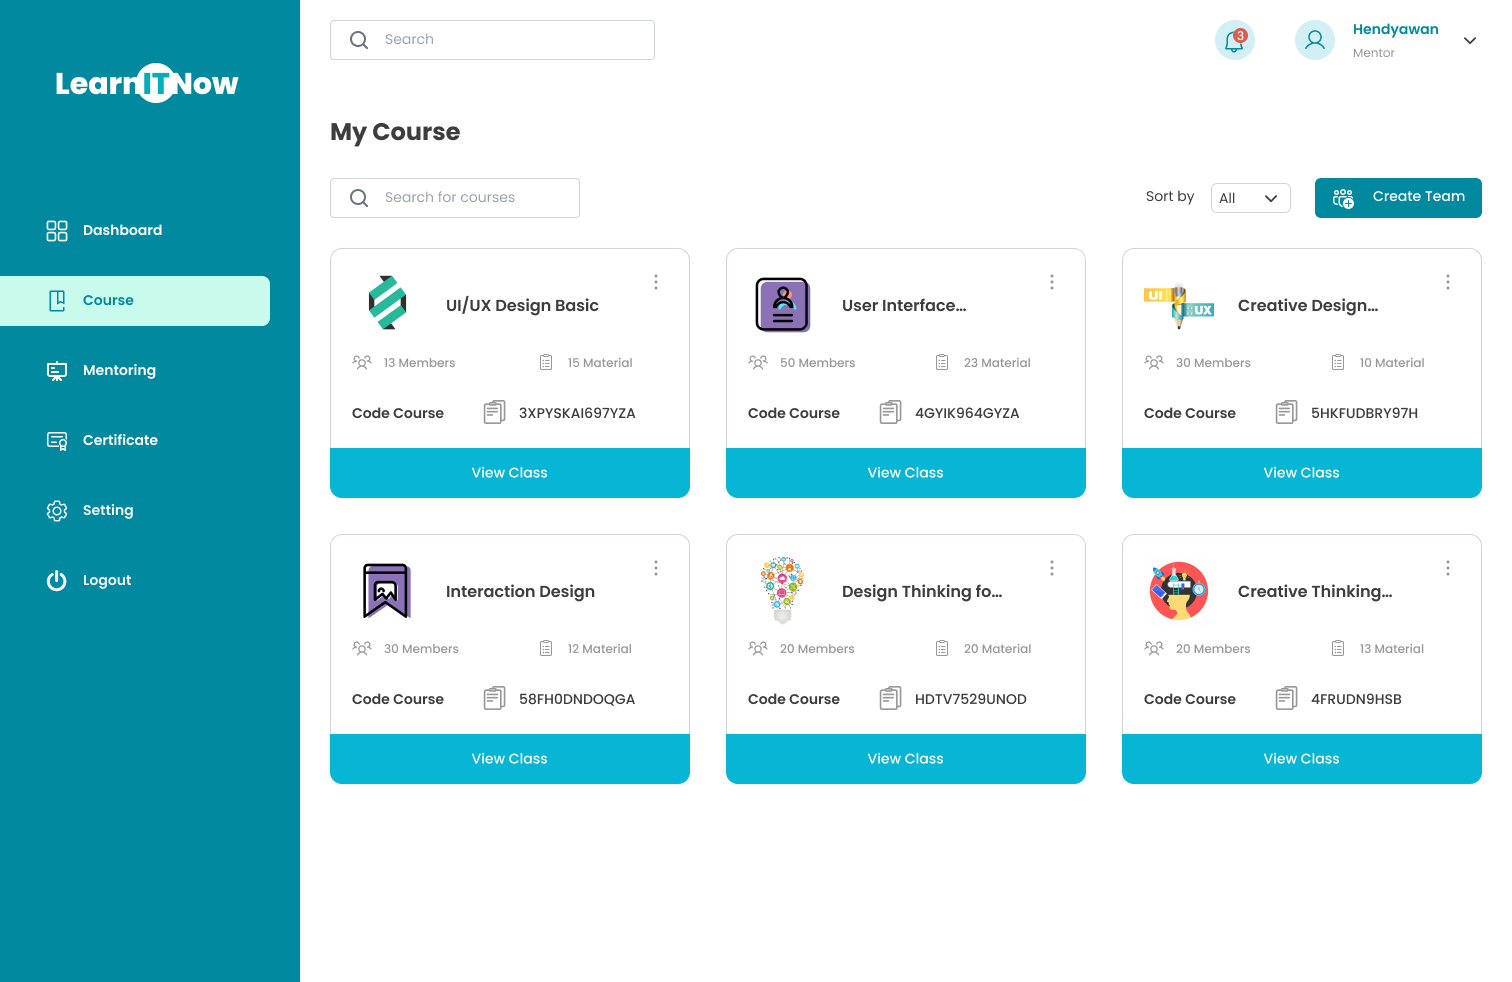 LearnITNow
Search
3
Hendyawan
Mentor
Dashboard
Course
Mentoring
Certificate
Setting
Logout
My Course
Search for courses
Sort by
All
Create Team
UI/UX Design Basic
13 Members
15 Material
Code Course
3XPYSKAI697YZA
View Class
User Interface...
50 Members
23 Material
Code Course
4GYIK964GYZA
View Class
UI
UX
Creative Design...
30 Members
10 Material
Code Course
5HKFUDBRY97H
View Class
Interaction Design
30 Members
12 Material
Code Course
58FH0DNDOQGA
View Class
Design Thinking fo...
20 Members
20 Material
Code Course
HDTV7529UNOD
View Class
Creative Thinking...
20 Members
13 Material
Code Course
4FRUDN9HSB
View Class